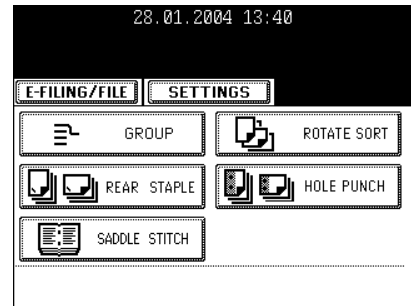 28.01.2004 13:40
E-FILING/FILE SETTINGS
GROUP ROTATE SORT
REAR STAPLE HOLE PUNCH
SADDLE STITCH